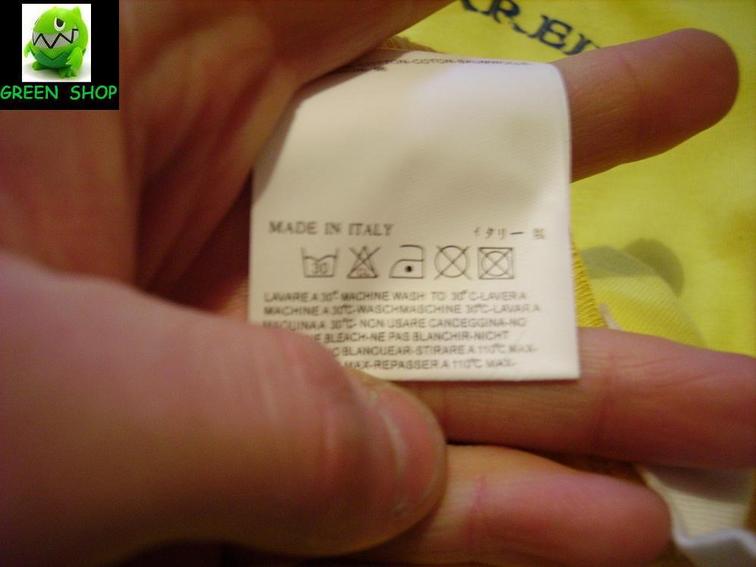 GREEN SHOP
COTON-BAUMWOLLE
MADE IN ITALY イタリー 製
30
LAVARE A 30° MACHINE WASH TO 30°C-LAVER A
MACHINE A 30°C-WASCHMASCHINE 30°C-LAVAR A
MAQUINA A 30°C- NON USARE CANDEGGINA-NO
BLEACH-NE PAS BLANCHIR-NICHT
BLANQUEAR-STIRARE A 110°C MAX-
MAX-REPASSER A 110°C MAX-